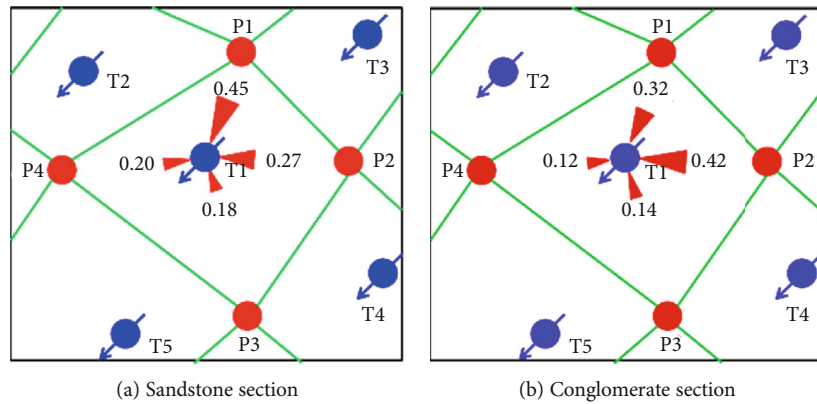 P1
T3
T2
0.45
0.20
T1
0.27
P2
P4
0.18
T4
T5
P3
(a) Sandstone section
P1
T3
T2
0.32
0.12
T1
0.42
P2
P4
0.14
T4
T5
P3
(b) Conglomerate section